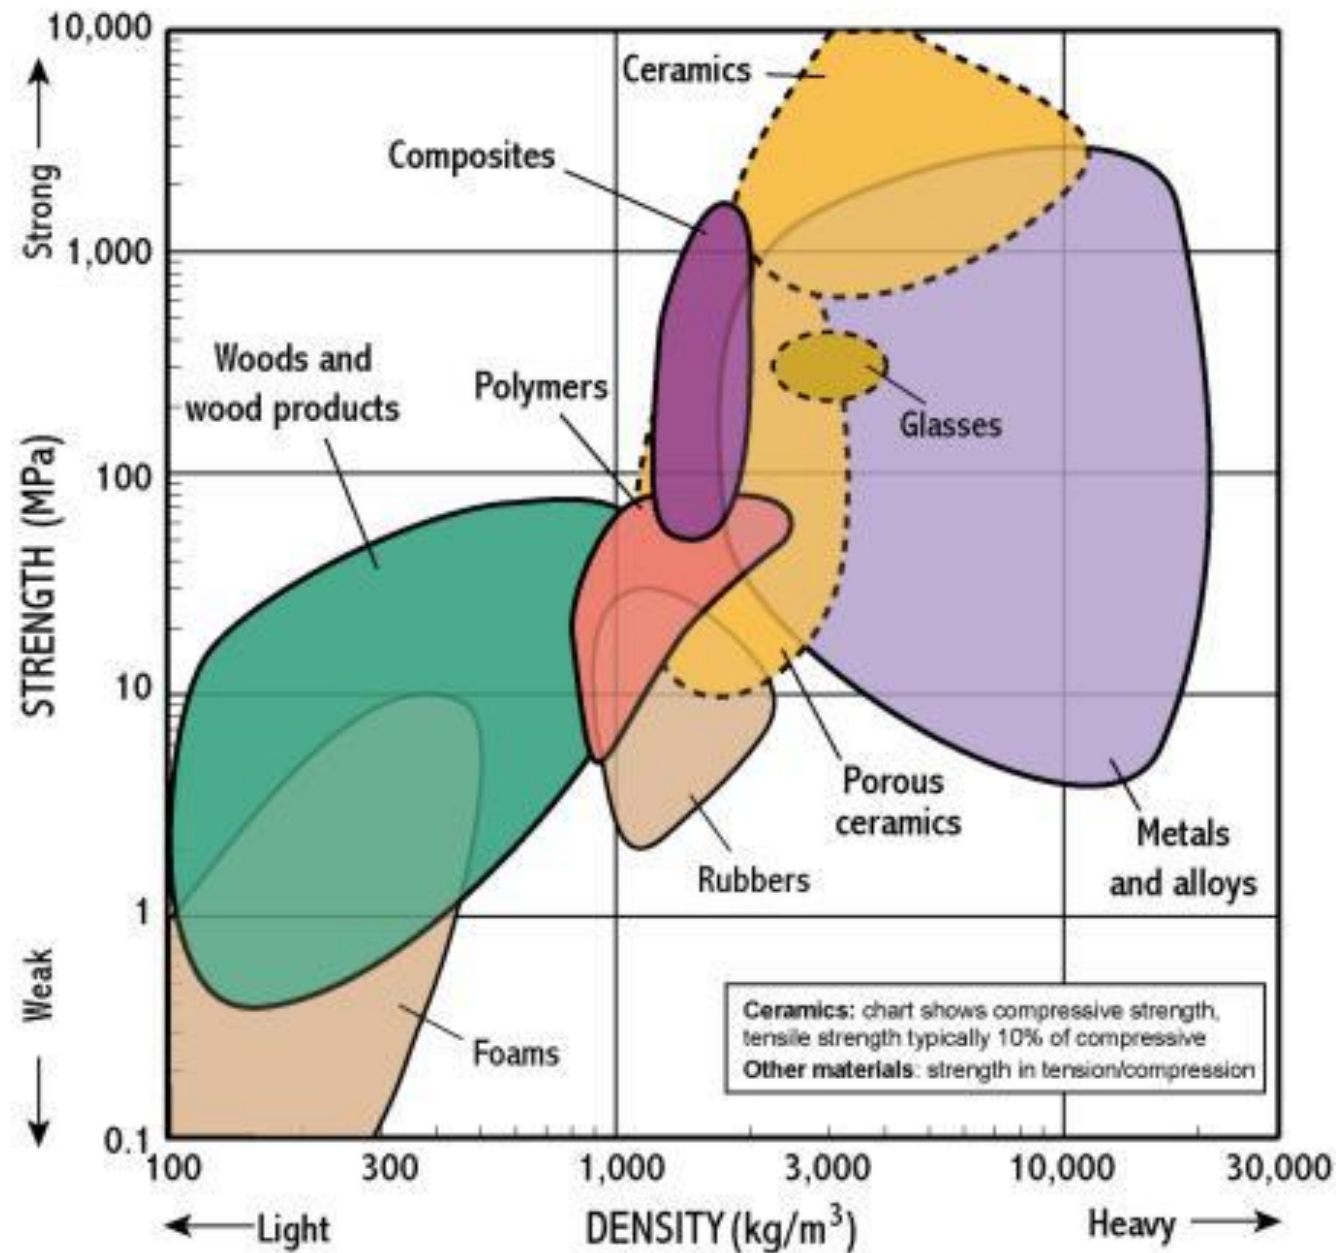 10,000
Ceramics
Composites
Strong
1,000
Woods and
wood products
Polymers
Glasses
100
STRENGTH (MPa)
10
Porous
ceramics
Metals
and alloys
Rubbers
1
Weak
Foams
Ceramics: chart shows compressive strength,
tensile strength typically 10% of compressive
Other materials: strength in tension/compression
0.1
100 300 1,000 3,000 10,000 30,000
Light DENSITY (kg/m³) Heavy